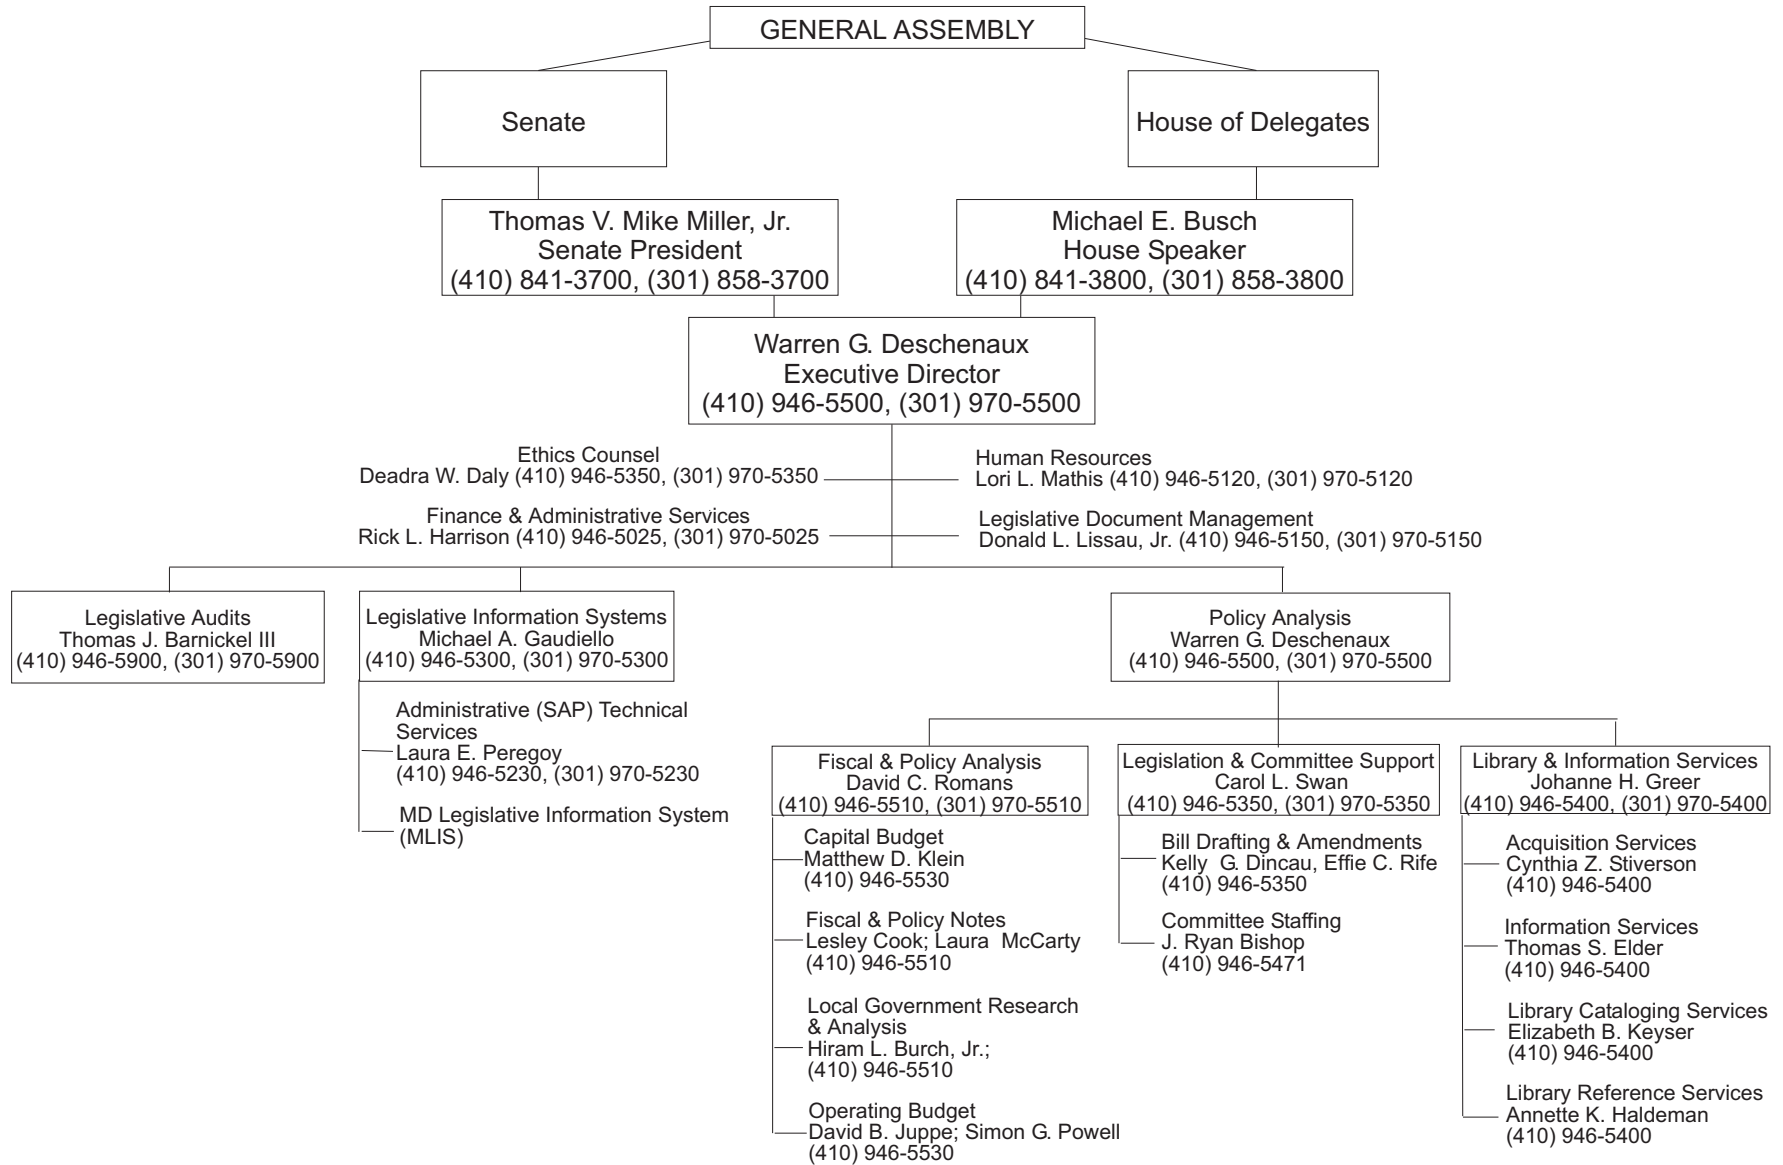 GENERAL ASSEMBLY
Senate
House of Delegates
Thomas V. Mike Miller, Jr.
Senate President
(410) 841-3700, (301) 858-3700
Michael E. Busch
House Speaker
(410) 841-3800, (301) 858-3800
Warren G. Deschenaux
Executive Director
(410) 946-5500, (301) 970-5500
Ethics Counsel
Deadra W. Daly (410) 946-5350, (301) 970-5350
Human Resources
Lori L. Mathis (410) 946-5120, (301) 970-5120
Finance & Administrative Services
Rick L. Harrison (410) 946-5025, (301) 970-5025
Legislative Document Management
Donald L. Lissau, Jr. (410) 946-5150, (301) 970-5150
Legislative Audits
Thomas J. Barnickel III
(410) 946-5900, (301) 970-5900
Legislative Information Systems
Michael A. Gaudiello
(410) 946-5300, (301) 970-5300
Administrative (SAP) Technical
Services
Laura E. Peregoy
(410) 946-5230, (301) 970-5230
MD Legislative Information System
(MLIS)
Policy Analysis
Warren G. Deschenaux
(410) 946-5500, (301) 970-5500
Fiscal & Policy Analysis
David C. Romans
(410) 946-5510, (301) 970-5510
Capital Budget
Matthew D. Klein
(410) 946-5530
Fiscal & Policy Notes
Lesley Cook; Laura McCarty
(410) 946-5510
Local Government Research
& Analysis
Hiram L. Burch, Jr.;
(410) 946-5510
Operating Budget
David B. Juppe; Simon G. Powell
(410) 946-5530
Legislation & Committee Support
Carol L. Swan
(410) 946-5350, (301) 970-5350
Bill Drafting & Amendments
Kelly G. Dincau, Effie C. Rife
(410) 946-5350
Committee Staffing
J. Ryan Bishop
(410) 946-5471
Library & Information Services
Johanne H. Greer
(410) 946-5400, (301) 970-5400
Acquisition Services
Cynthia Z. Stiverson
(410) 946-5400
Information Services
Thomas S. Elder
(410) 946-5400
Library Cataloging Services
Elizabeth B. Keyser
(410) 946-5400
Library Reference Services
Annette K. Haldeman
(410) 946-5400